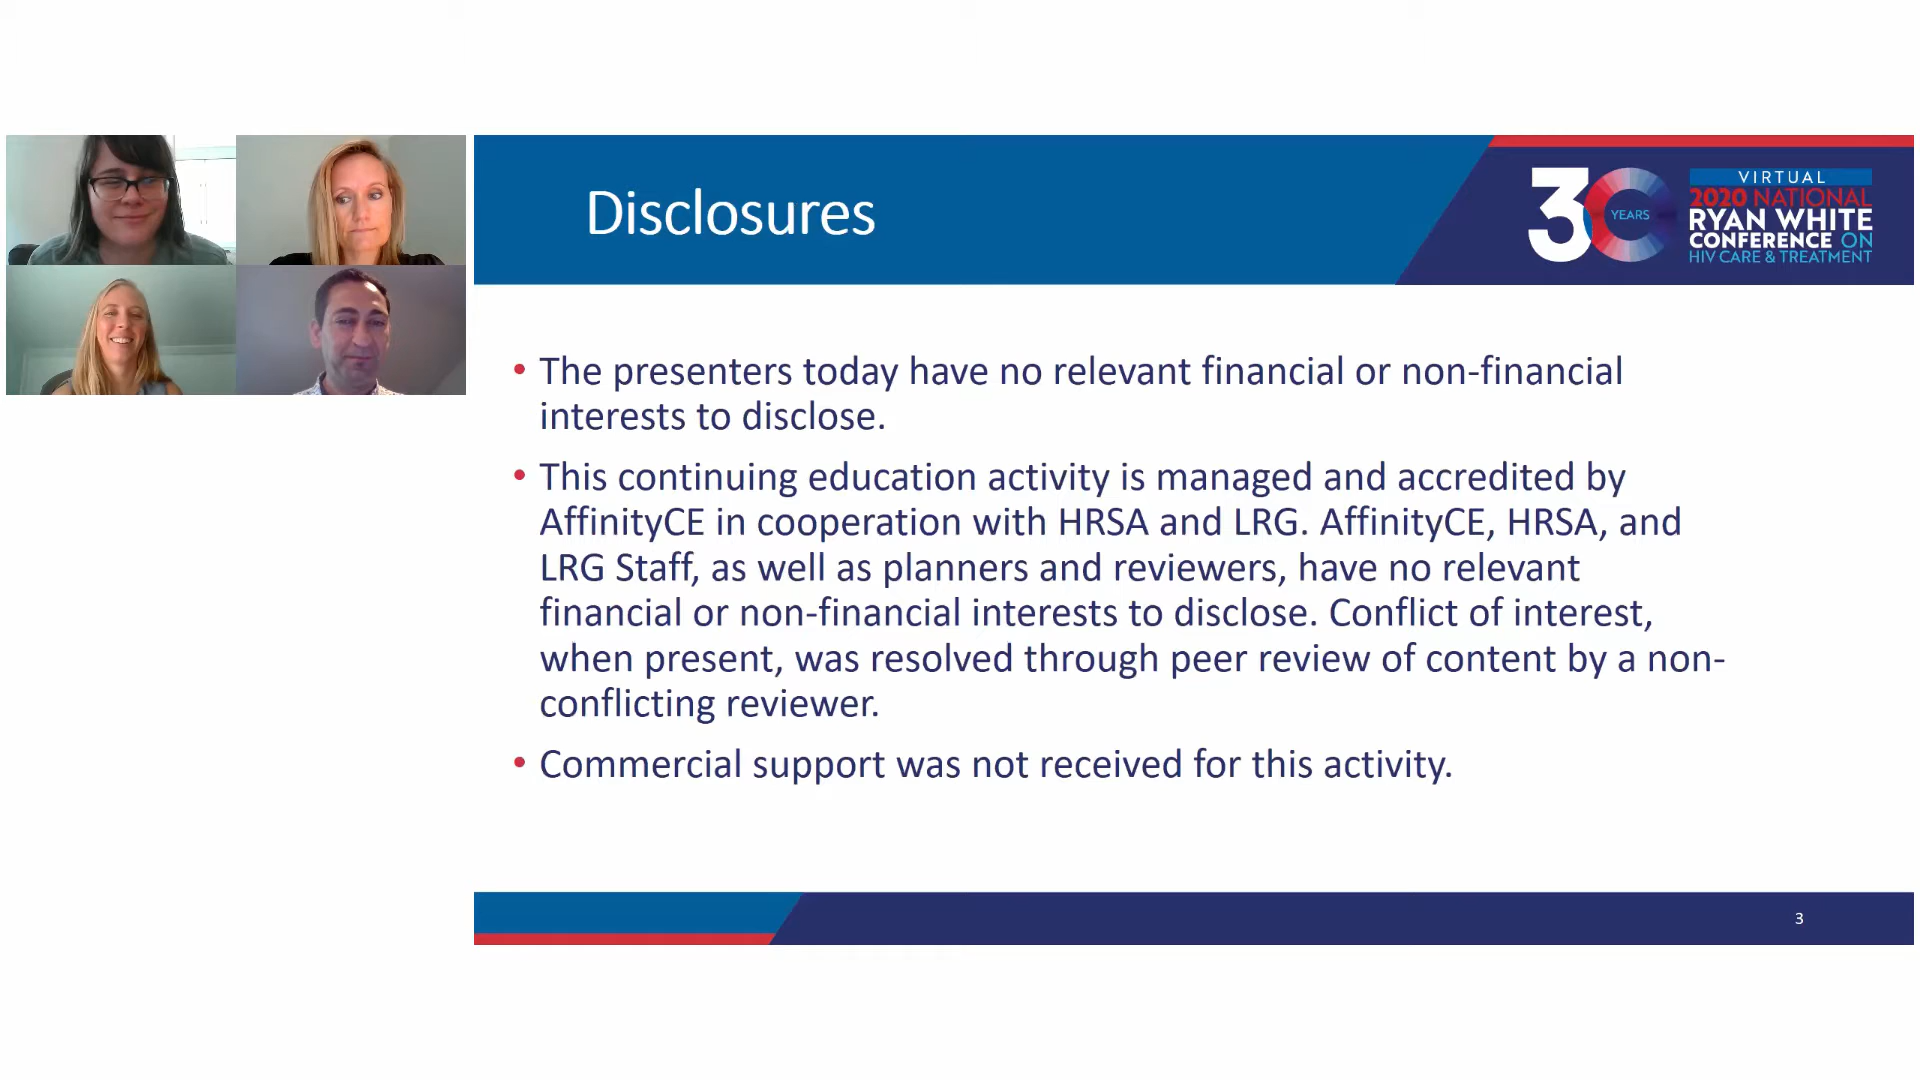 Disclosures
30 YEARS
VIRTUAL
2020 NATIONAL
RYAN WHITE
CONFERENCE ON
HIV CARE & TREATMENT
• The presenters today have no relevant financial or non-financial
interests to disclose.
• This continuing education activity is managed and accredited by
AffinityCE in cooperation with HRSA and LRG. AffinityCE, HRSA, and
LRG Staff, as well as planners and reviewers, have no relevant
financial or non-financial interests to disclose. Conflict of interest,
when present, was resolved through peer review of content by a non-
conflicting reviewer.
• Commercial support was not received for this activity.
3